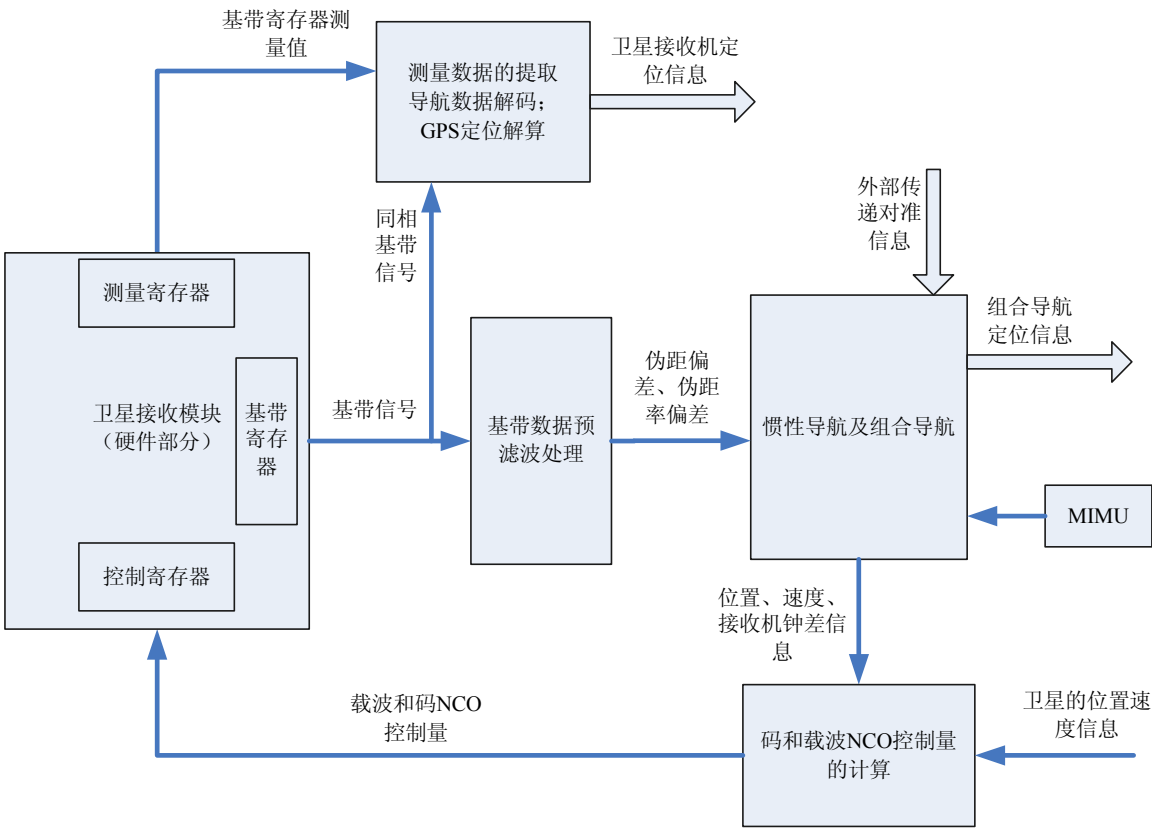 基带寄存器测
量值
测量数据的提取
导航数据解码；
GPS定位解算
卫星接收机定
位信息
外部传
递对准
信息
同相
基带
信号
测量寄存器
卫星接收模块
（硬件部分）
基带
寄存
器
控制寄存器
基带信号
基带数据预
滤波处理
伪距偏
差、伪距
率偏差
惯性导航及组合导航
组合导航
定位信息
MIMU
位置、速度、
接收机钟差信
息
载波和码NCO
控制量
码和载波NCO控制量
的计算
卫星的位置速
度信息